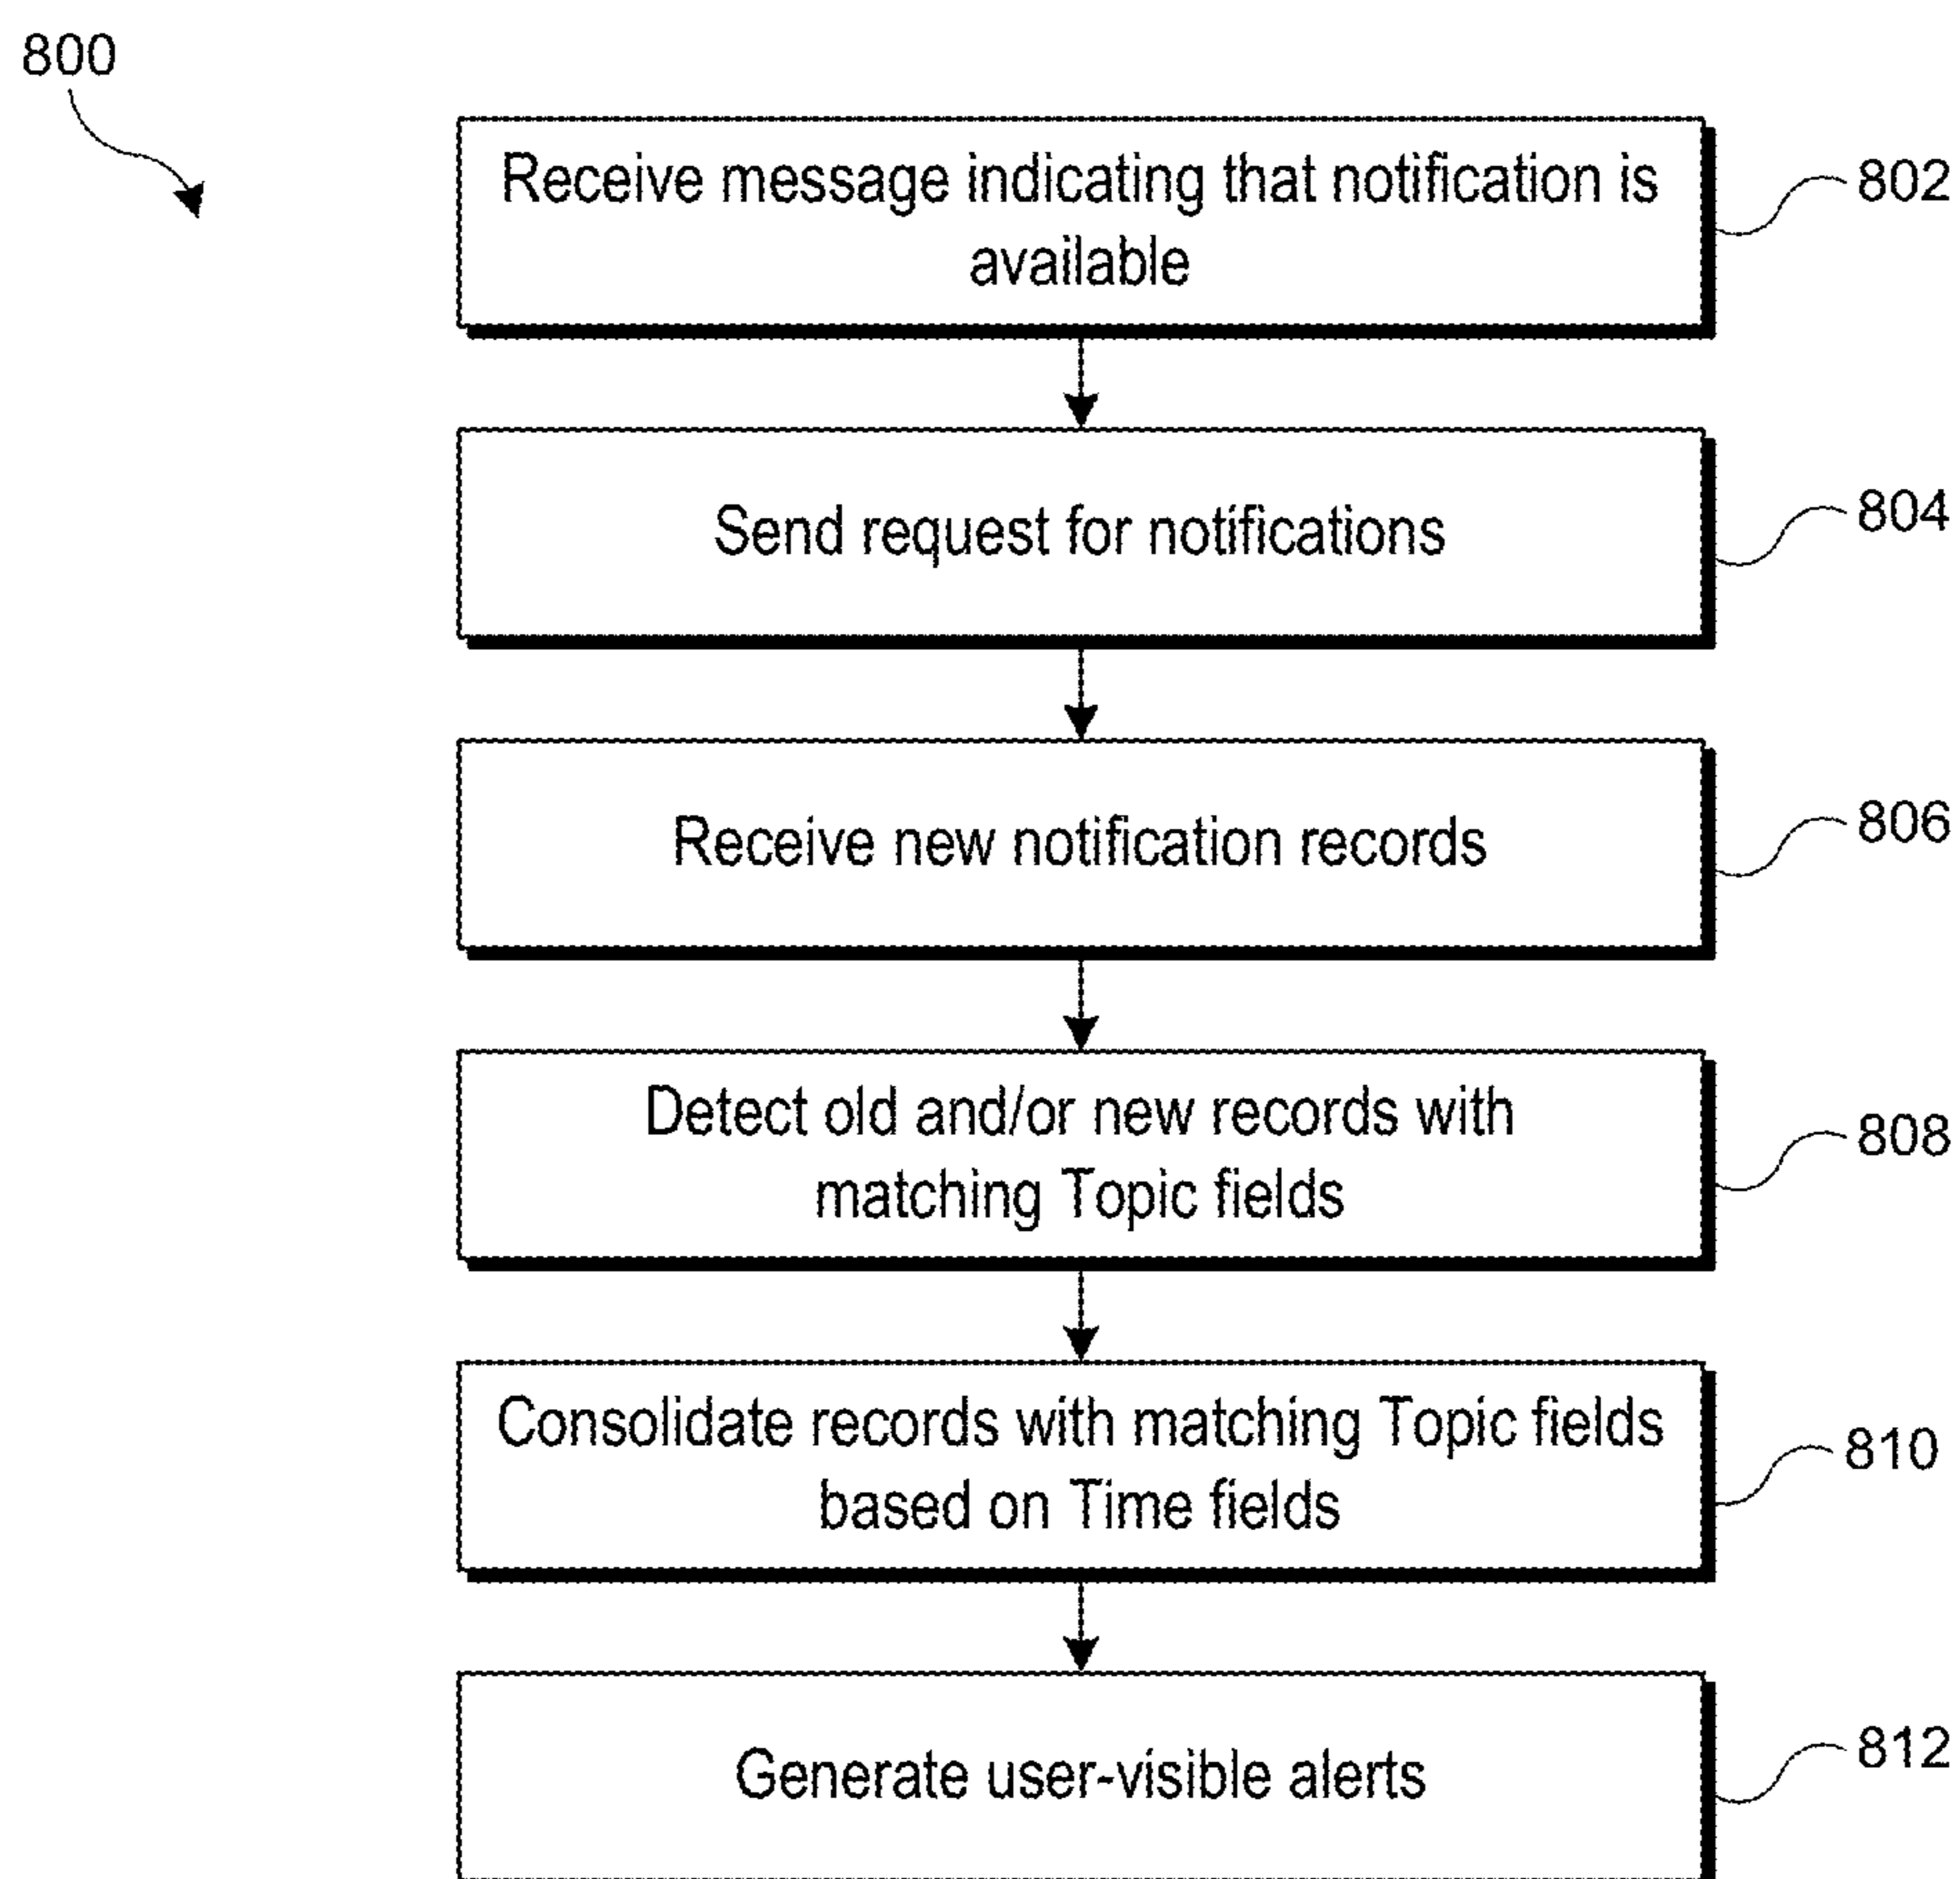 800
Receive message indicating that notification is
available
802
Send request for notifications
804
Receive new notification records
806
Detect old and/or new records with
matching Topic fields
808
Consolidate records with matching Topic fields
based on Time fields
810
Generate user-visible alerts
812